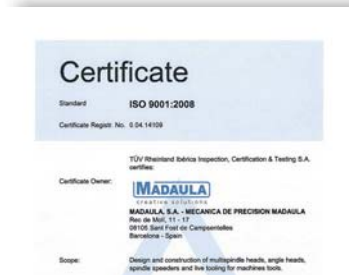 Certificate
Standard ISO 9001:2008
Certificate Registr. No. 0.04.14109
TÜV Rheinland Ibérica Inspection, Certification & Testing S.A.
certifies:
Certificate Owner:
MADAULA
creative solutions
MADAULA, S.A. - MECANICA DE PRECISION MADAULA
Rec de Molí, 11 - 17
08105 Sant Fost de Campsentelles
Barcelona - Spain
Scope: Design and construction of multispindle heads, angle heads,
spindle speeders and live tooling for machines tools.